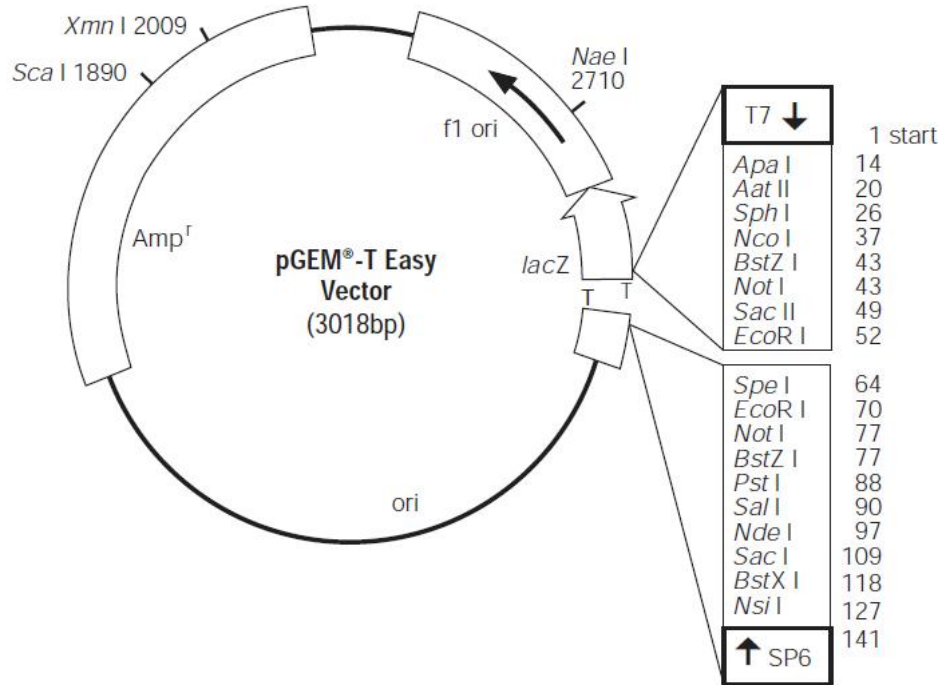 Xmn I 2009
Sca I 1890
Nae I
2710
f1 ori
Ampʳ
pGEM®-T Easy
Vector
(3018bp)
lacZ
T T
ori
T7 ↓
1 start
Apa I 14
Aat II 20
Sph I 26
Nco I 37
BstZ I 43
Not I 43
Sac II 49
EcoR I 52
Spe I 64
EcoR I 70
Not I 77
BstZ I 77
Pst I 88
Sal I 90
Nde I 97
Sac I 109
BstX I 118
Nsi I 127
141
↑ SP6